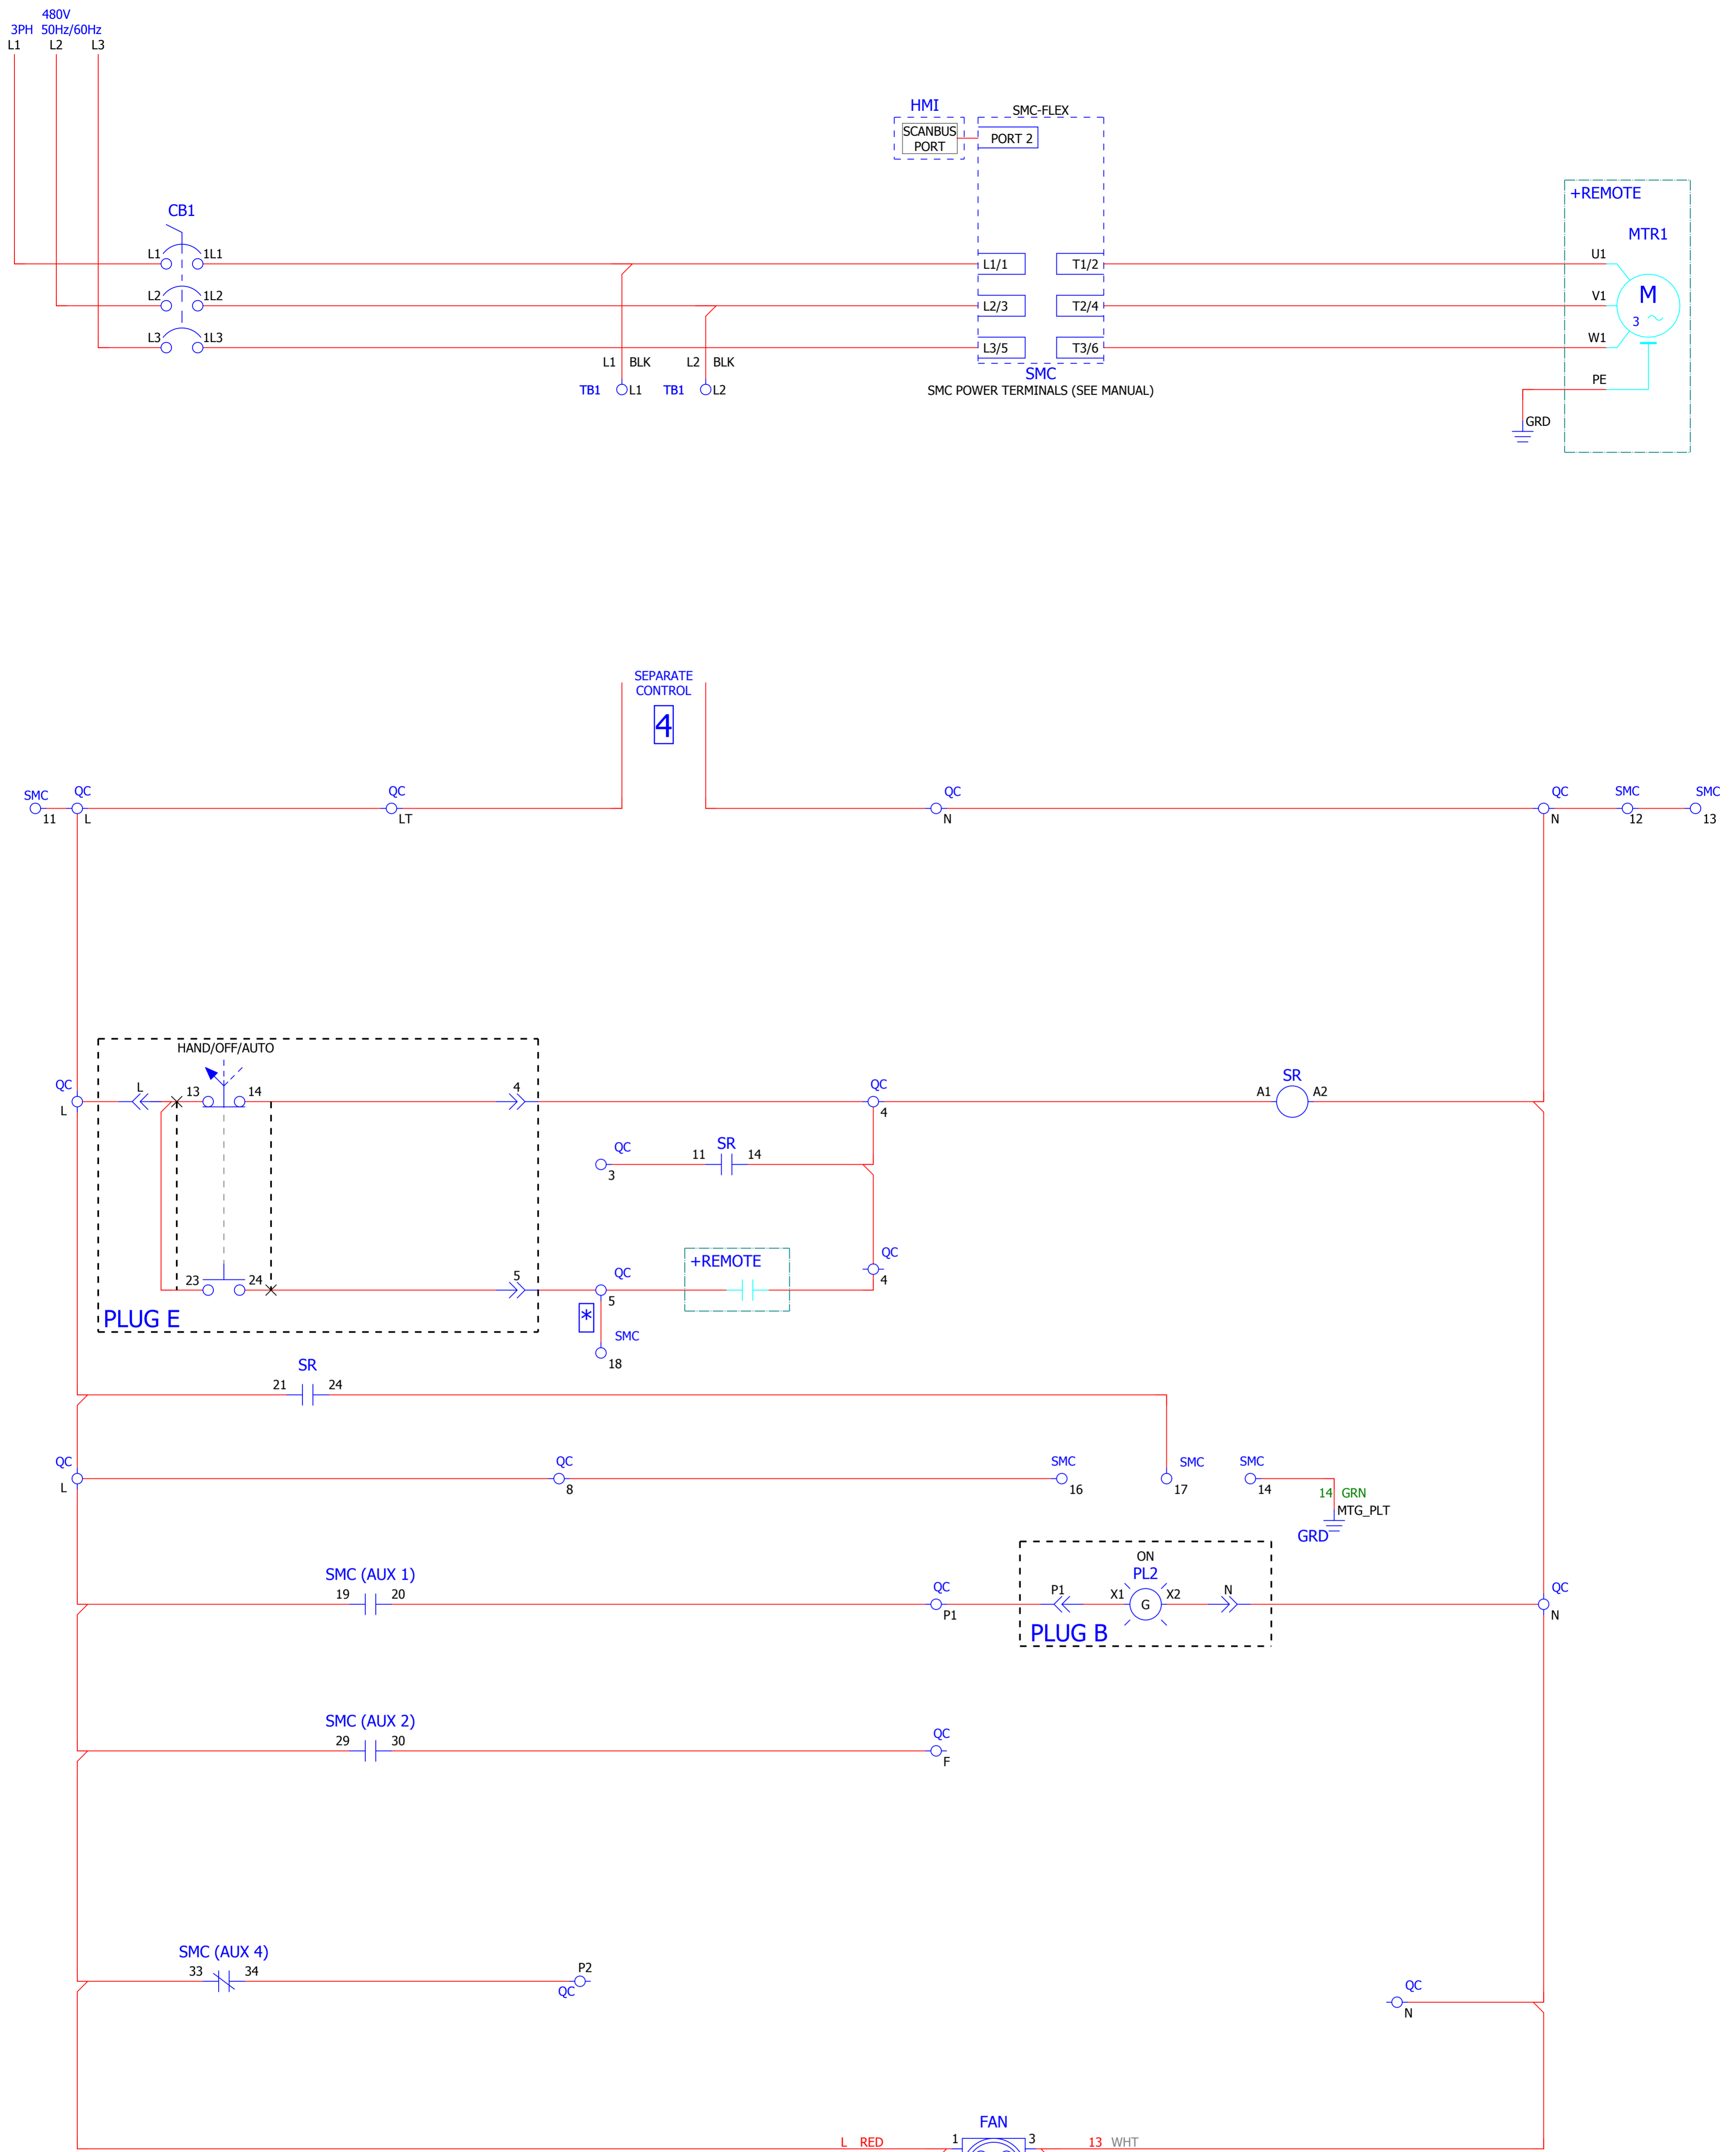 480V
3PH 50Hz/60Hz
L1 L2 L3
HMI
SMC-FLEX
SCANBUS
PORT
PORT 2
+REMOTE
CB1
MTR1
L1 1L1
L1/1 T1/2
U1
L2 1L2
L2/3 T2/4
V1
M
3
L3 1L3
L3/5 T3/6
W1
L1 BLK L2 BLK
SMC
PE
TB1 L1 TB1 L2
SMC POWER TERMINALS (SEE MANUAL)
GRD
SEPARATE
CONTROL
4
SMC QC QC QC QC SMC SMC
11 L LT N N 12 13
HAND/OFF/AUTO
QC L 13 14 4 QC SR
A1 A2
L 4
QC SR
11 14
3
QC
4
+REMOTE
23 24 5 QC
5
PLUG E
*
SMC
18
SR
21 24
QC QC SMC SMC SMC
L 8 16 17 14
14 GRN
MTG_PLT
GRD
ON
SMC (AUX 1)
PL2
19 20 QC P1 X1 X2 N QC
G
P1 N
PLUG B
SMC (AUX 2)
29 30 QC
F
SMC (AUX 4)
33 34 P2
QC
QC
N
FAN
L RED 1 3 13 WHT